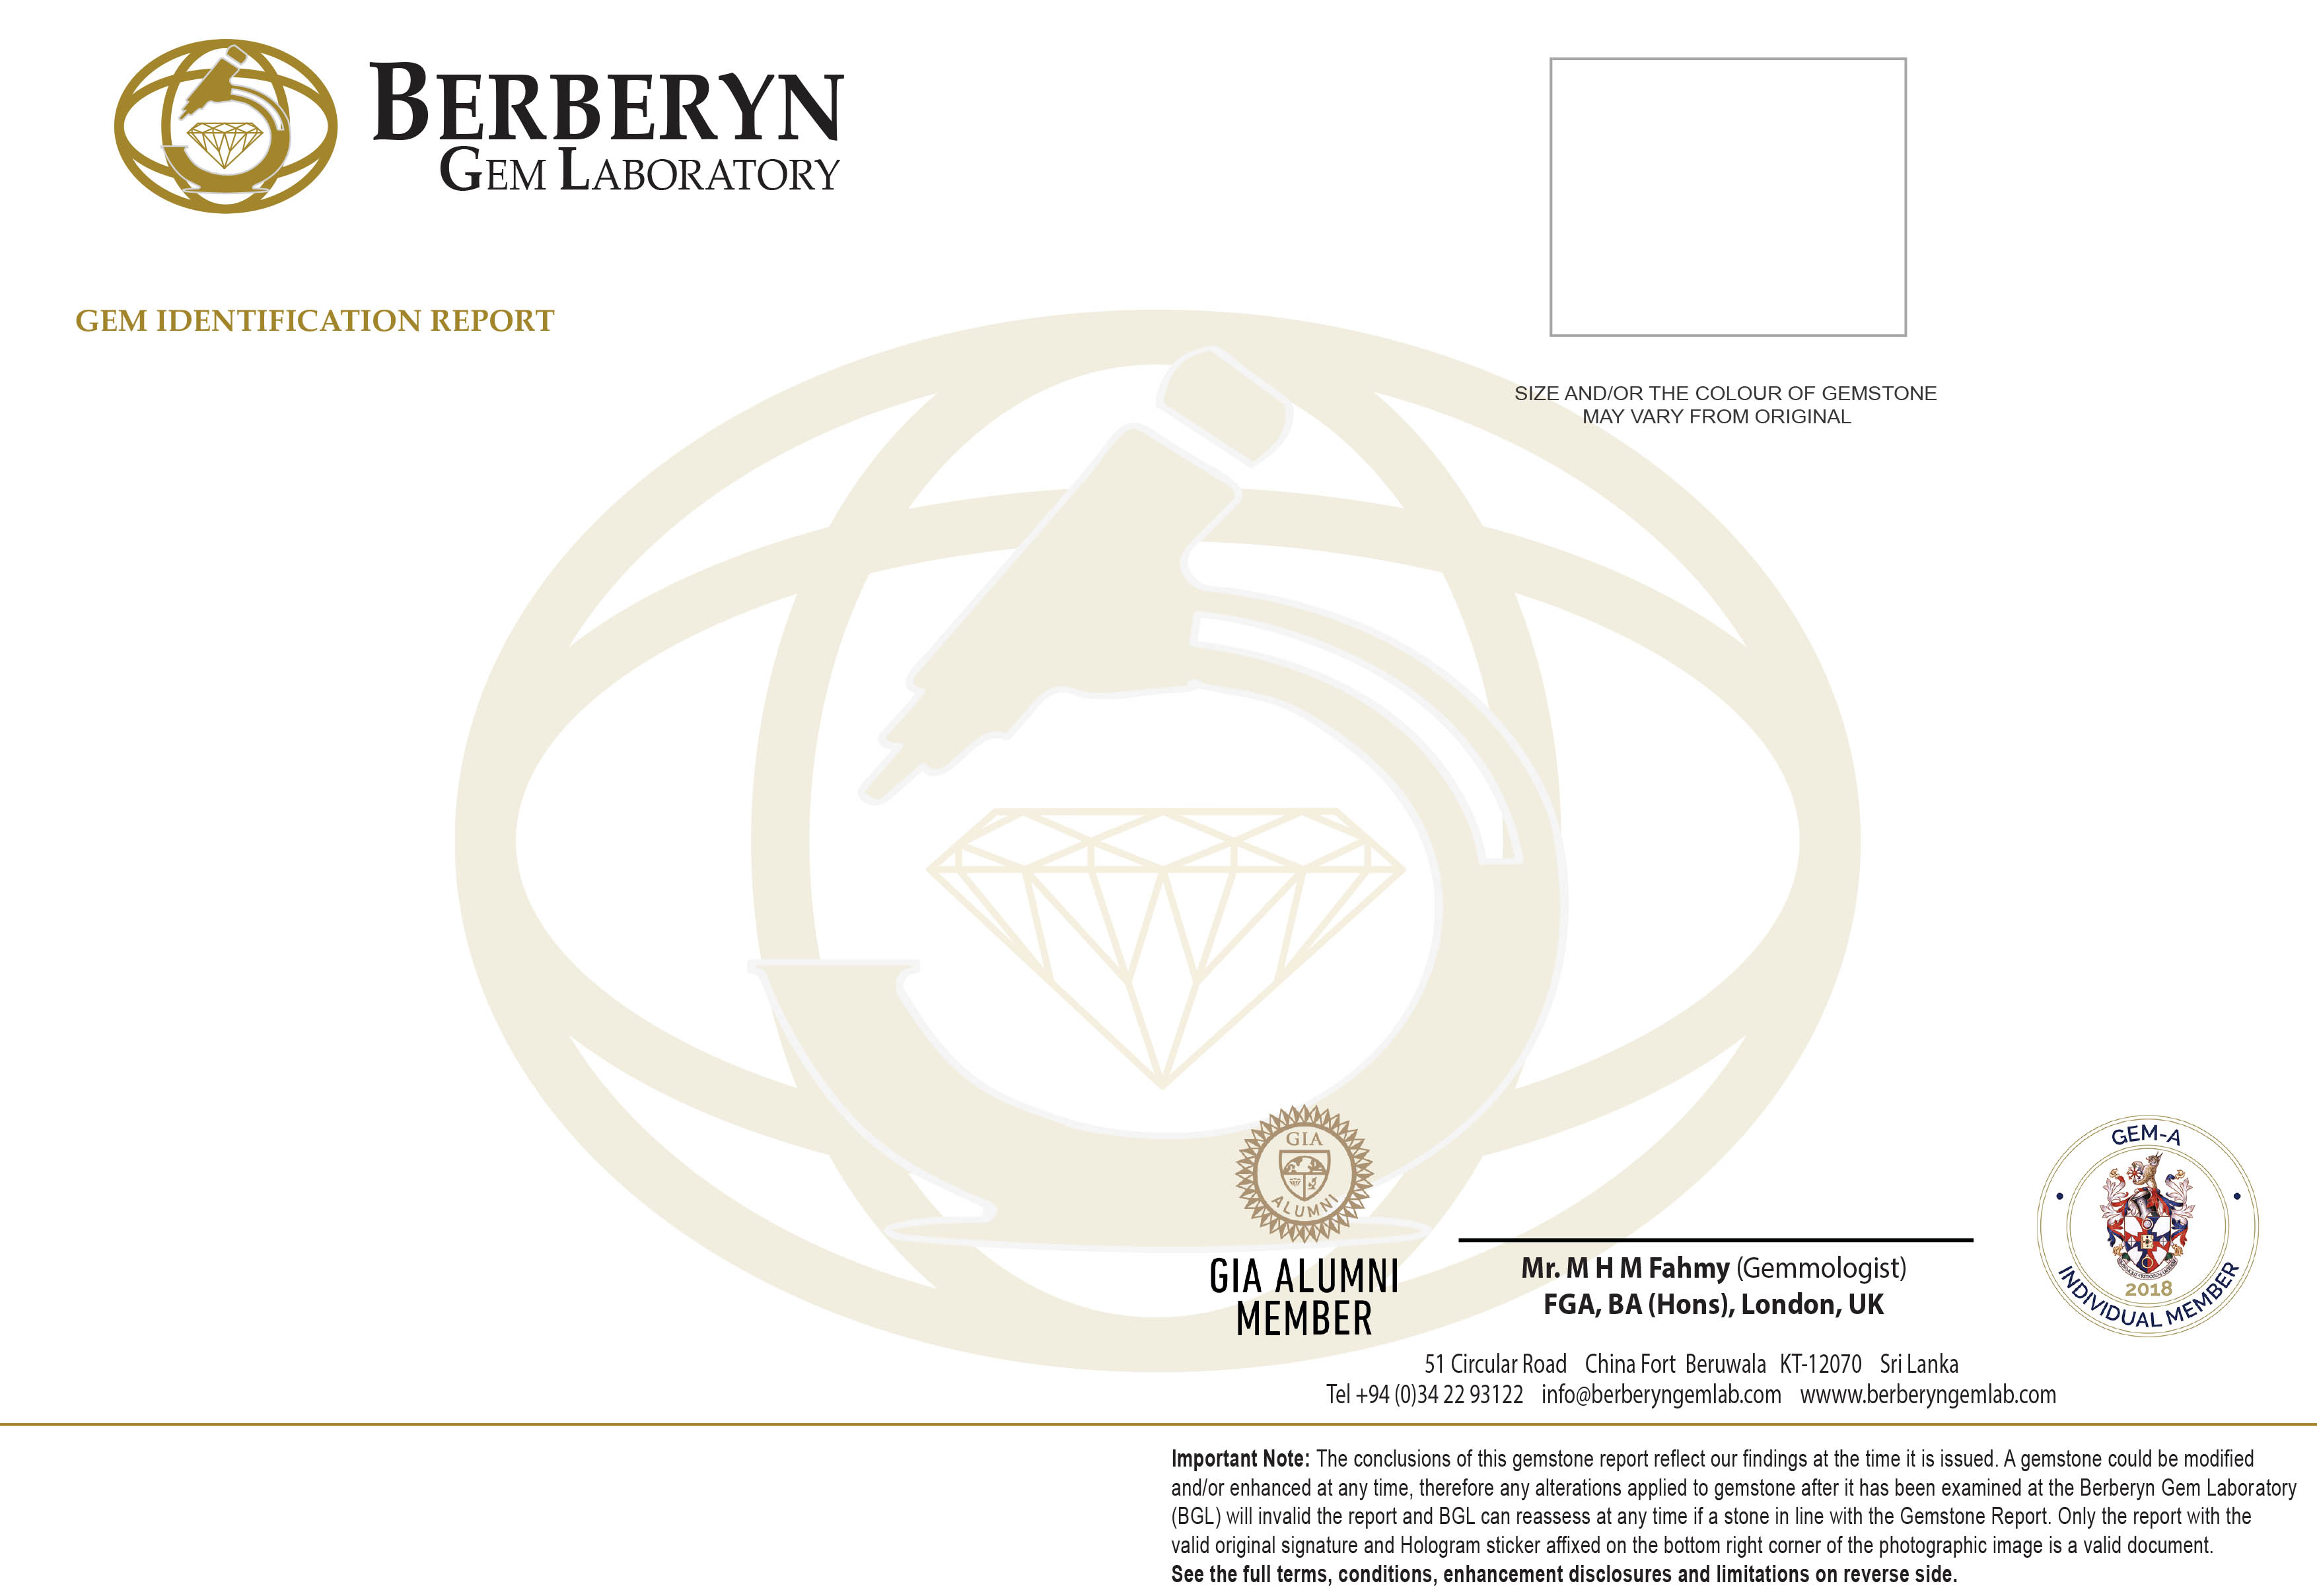 BERBERYN
GEM LABORATORY
GEM IDENTIFICATION REPORT
SIZE AND/OR THE COLOUR OF GEMSTONE
MAY VARY FROM ORIGINAL
GIA
ALUMNI
GIA ALUMNI
MEMBER
Mr. M H M Fahmy (Gemmologist)
FGA, BA (Hons), London, UK
GEM-A
2018
INDIVIDUAL MEMBER
51 Circular Road China Fort Beruwala KT-12070 Sri Lanka
Tel +94 (0)34 22 93122 info@berberyngemlab.com wwww.berberyngemlab.com
Important Note: The conclusions of this gemstone report reflect our findings at the time it is issued. A gemstone could be modified
and/or enhanced at any time, therefore any alterations applied to gemstone after it has been examined at the Berberyn Gem Laboratory
(BGL) will invalid the report and BGL can reassess at any time if a stone in line with the Gemstone Report. Only the report with the
valid original signature and Hologram sticker affixed on the bottom right corner of the photographic image is a valid document.
See the full terms, conditions, enhancement disclosures and limitations on reverse side.